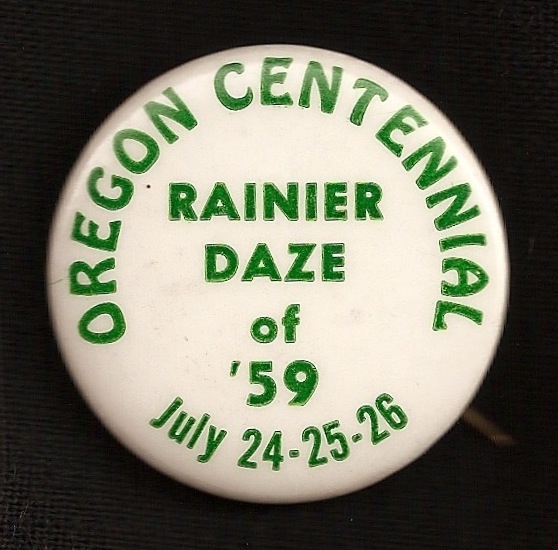 OREGON CENTENNIAL
RAINIER
DAZE
of
'59
July 24-25-26